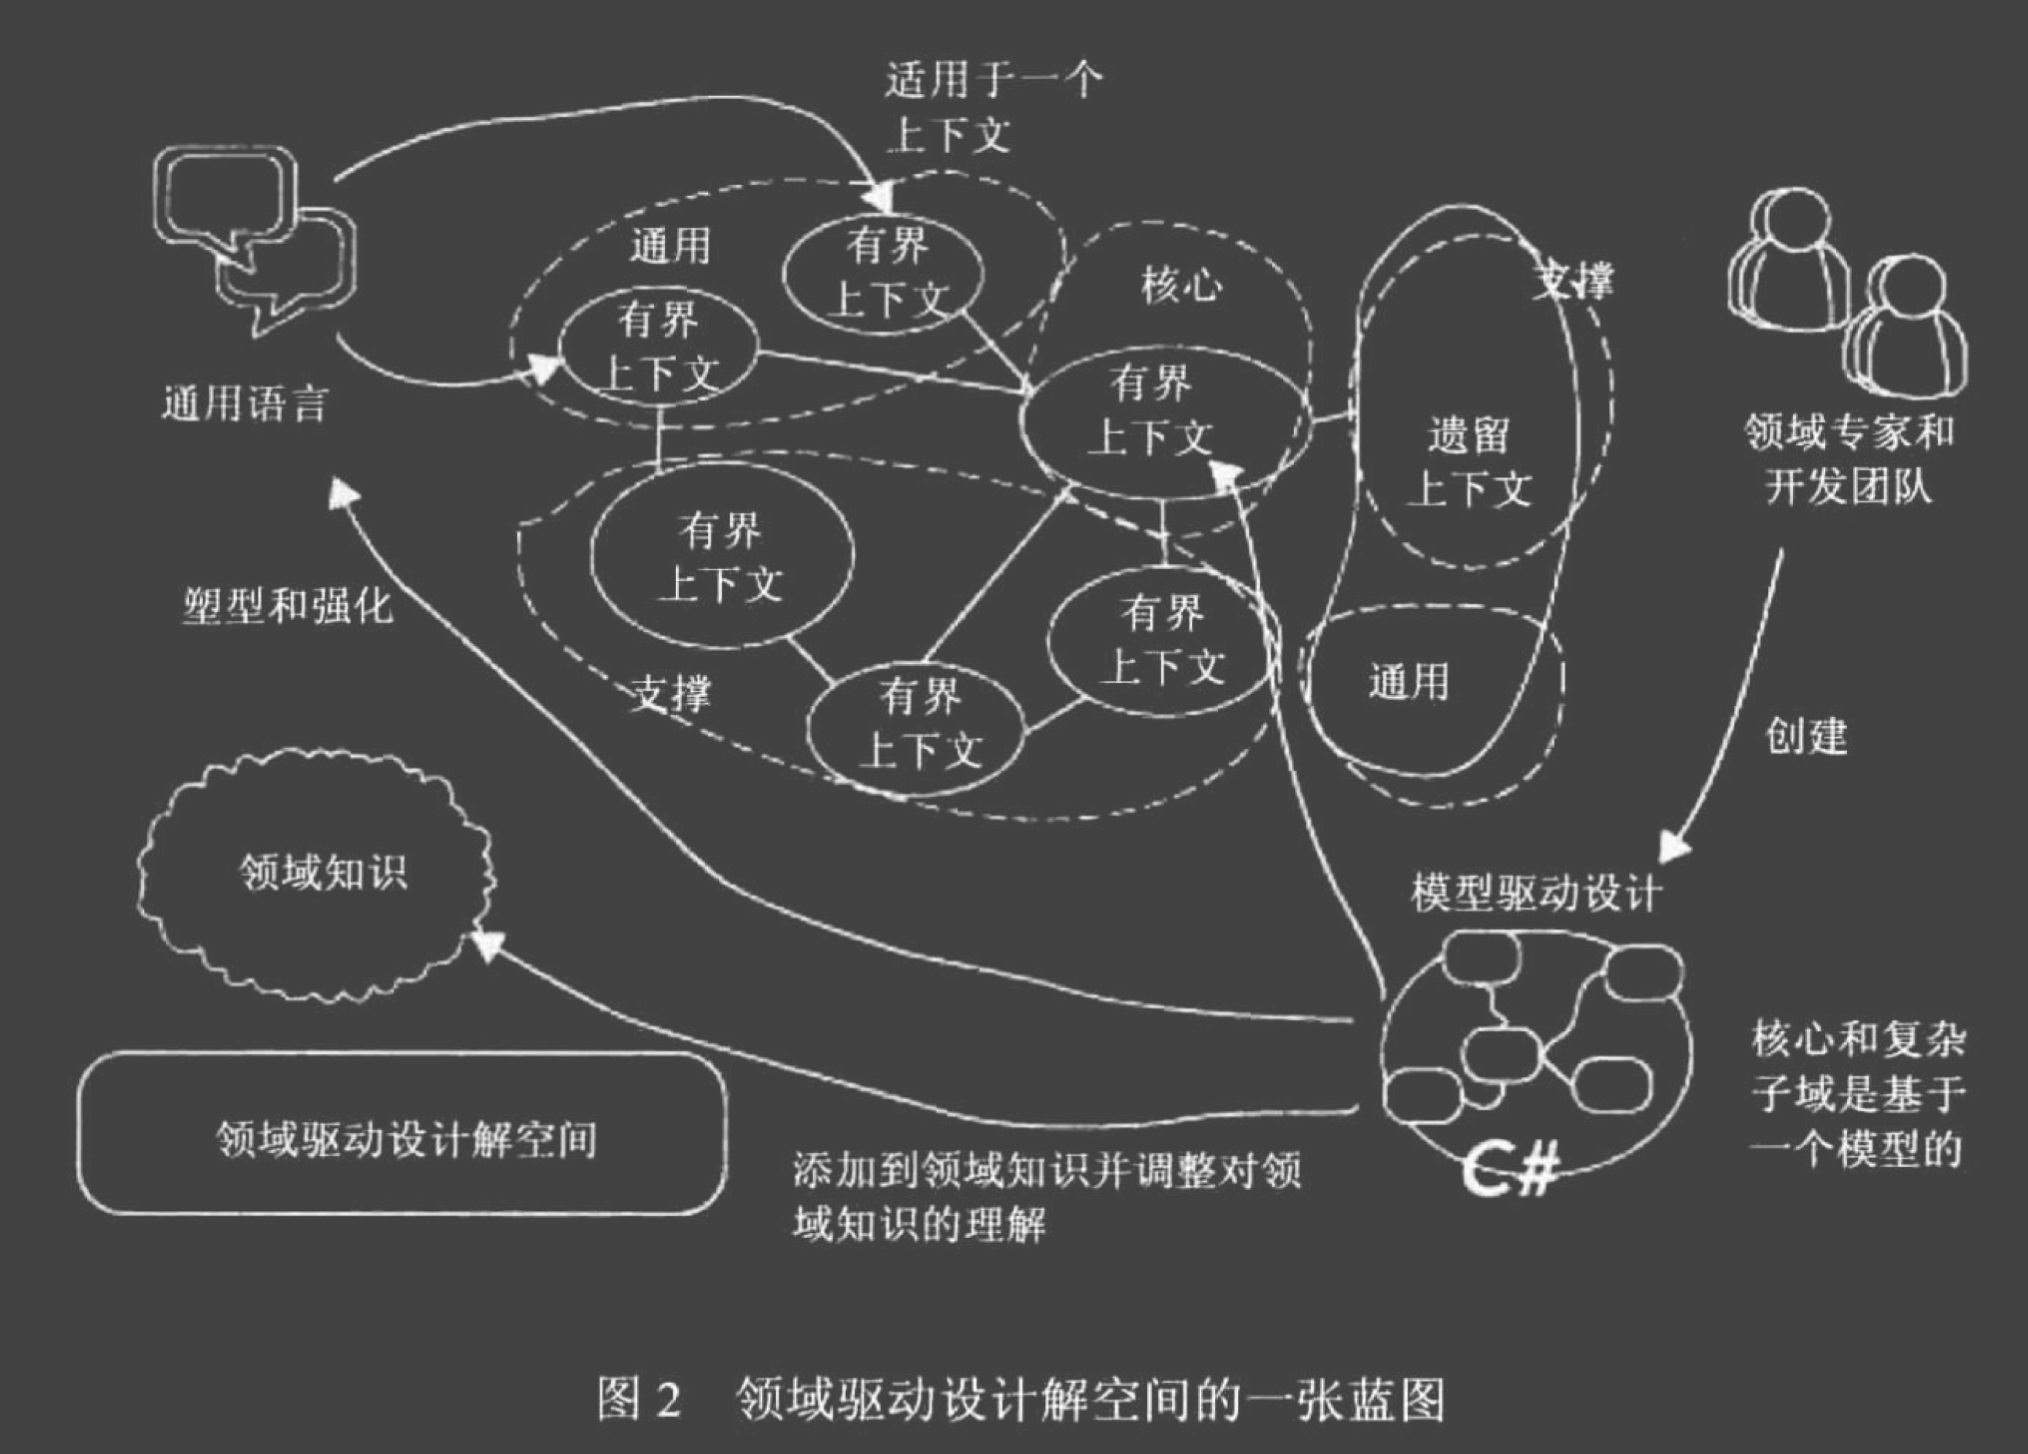 适用于一个
上下文
通用
有界
上下文
有界
上下文
核心
支撑
有界
上下文
遗留
上下文
通用语言
领域专家和
开发团队
有界
上下文
塑型和强化
有界
上下文
支撑
有界
上下文
通用
创建
领域知识
模型驱动设计
核心和复杂
子域是基于
一个模型的
C#
领域驱动设计解空间
添加到领域知识并调整对领
域知识的理解
图 2 领域驱动设计解空间的一张蓝图